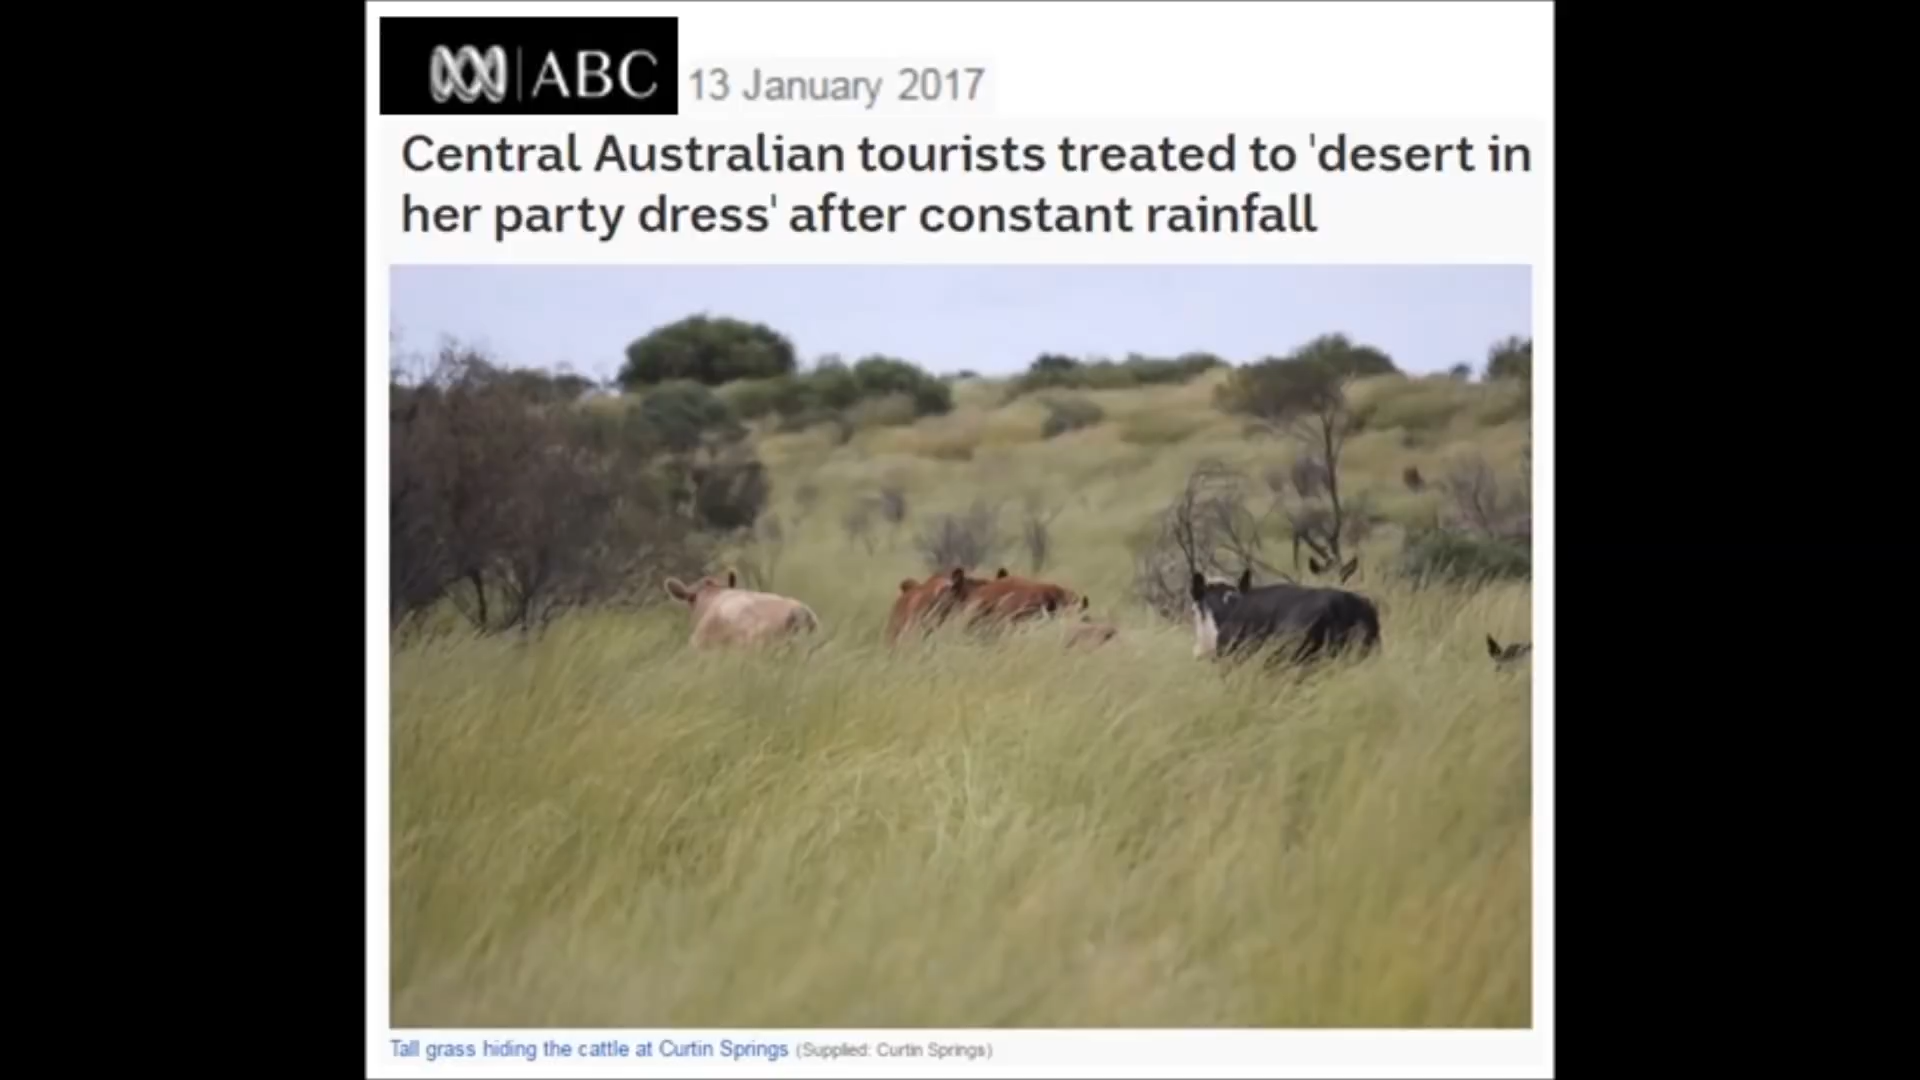 ABC
13 January 2017
Central Australian tourists treated to 'desert in
her party dress' after constant rainfall
Tall grass hiding the cattle at Curtin Springs (Supplied: Curtin Springs)